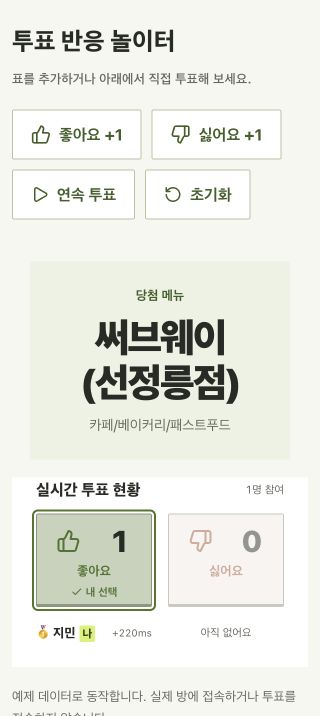 투표 반응 놀이터
표를 추가하거나 아래에서 직접 투표해 보세요.
좋아요 +1
싫어요 +1
연속 투표
초기화
당첨 메뉴
써브웨이
(선정릉점)
카페/베이커리/패스트푸드
실시간 투표 현황
1명 참여
1
좋아요
내 선택
0
싫어요
지민 나 +220ms
아직 없어요
예제 데이터로 동작합니다. 실제 방에 접속하거나 투표를